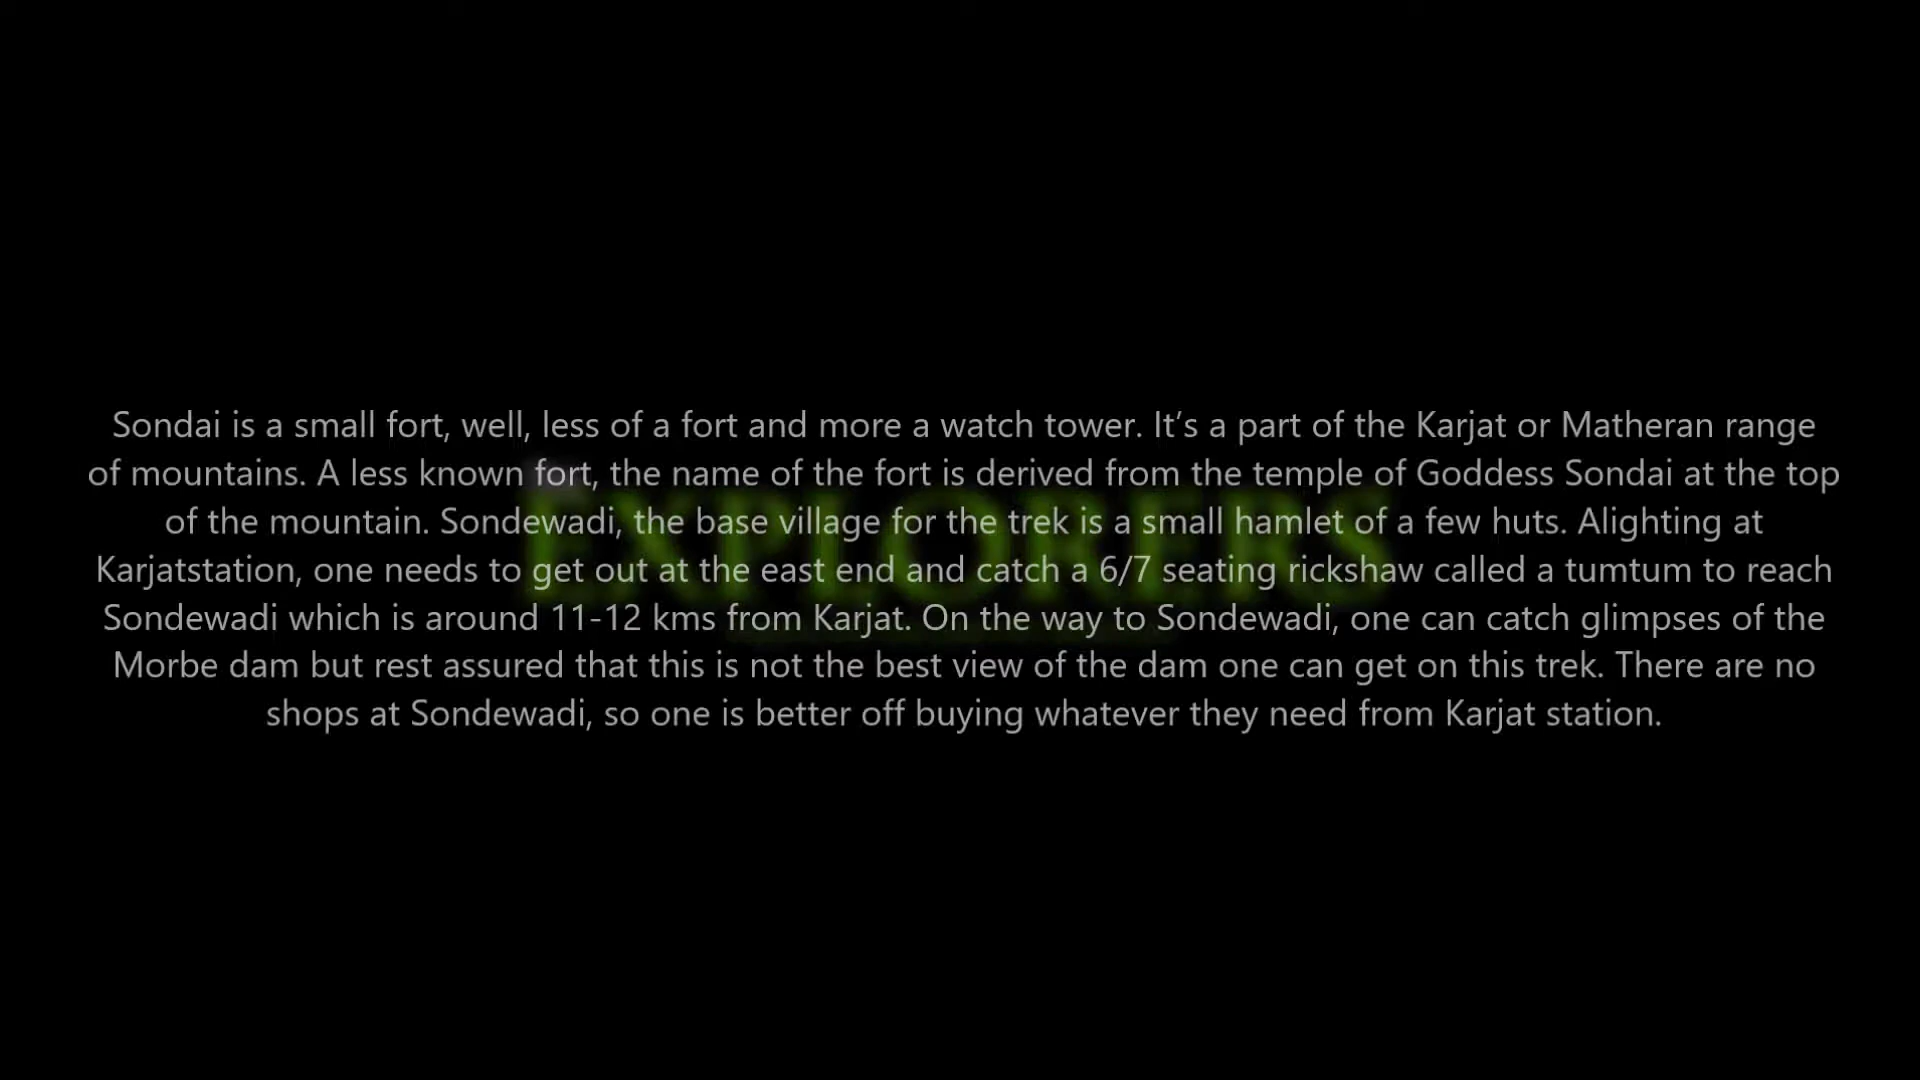 Sondai is a small fort, well, less of a fort and more a watch tower. It’s a part of the Karjat or Matheran range
of mountains. A less known fort, the name of the fort is derived from the temple of Goddess Sondai at the top
of the mountain. Sondewadi, the base village for the trek is a small hamlet of a few huts. Alighting at
Karjatstation, one needs to get out at the east end and catch a 6/7 seating rickshaw called a tumtum to reach
Sondewadi which is around 11-12 kms from Karjat. On the way to Sondewadi, one can catch glimpses of the
Morbe dam but rest assured that this is not the best view of the dam one can get on this trek. There are no
shops at Sondewadi, so one is better off buying whatever they need from Karjat station.
EXPLORERS